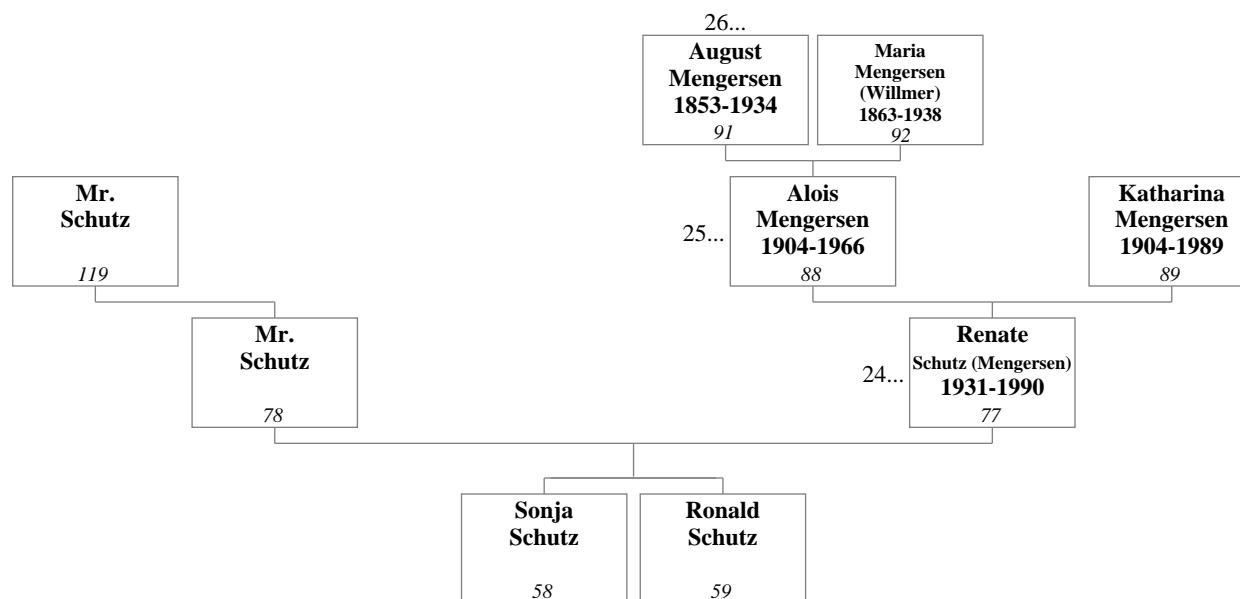 26...
August
Mengersen
1853-1934
91
Maria
Mengersen
(Willmer)
1863-1938
92
Mr.
Schutz
119
25...
Alois
Mengersen
1904-1966
88
Katharina
Mengersen
1904-1989
89
Mr.
Schutz
78
24...
Renate
Schutz (Mengersen)
1931-1990
77
Sonja
Schutz
58
Ronald
Schutz
59